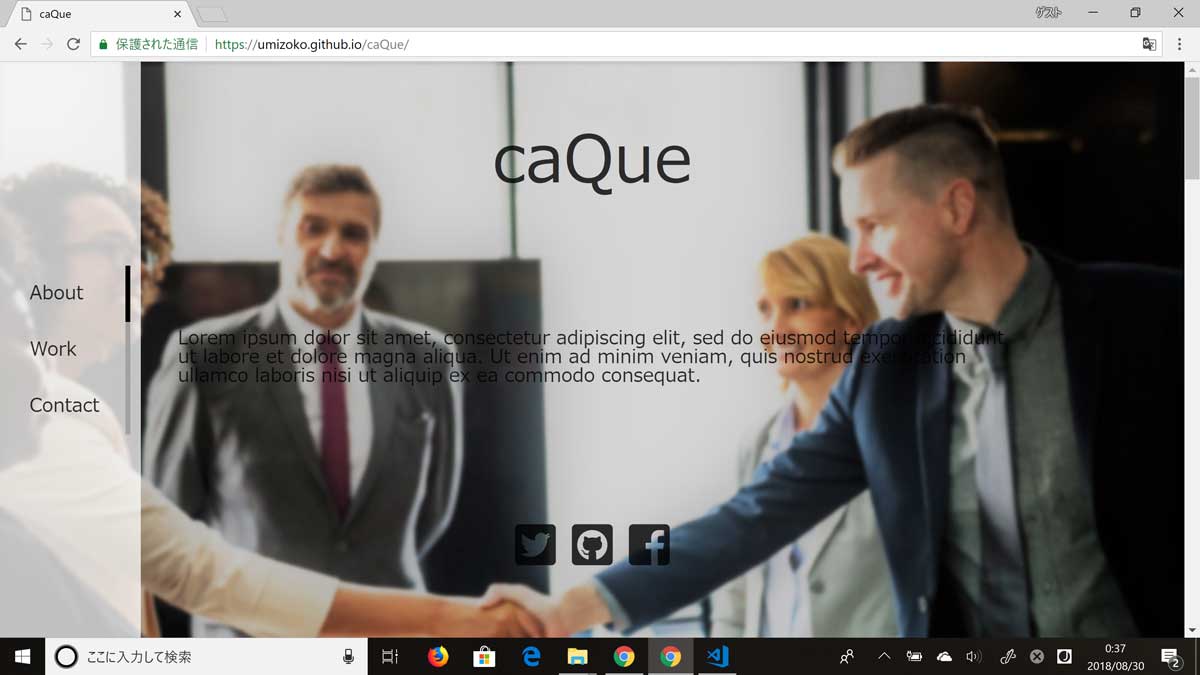 caQue
ゲスト
保護された通信
https://umizoko.github.io/caQue/
caQue
About
Work
Contact
Lorem ipsum dolor sit amet, consectetur adipiscing elit, sed do eiusmod tempor incididunt
ut labore et dolore magna aliqua. Ut enim ad minim veniam, quis nostrud exercitation
ullamco laboris nisi ut aliquip ex ea commodo consequat.
ここに入力して検索
0:37
2018/08/30
2